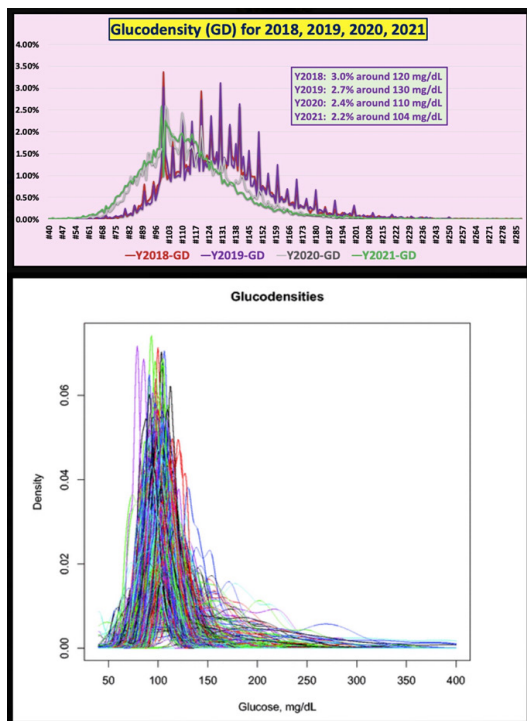 Glucodensity (GD) for 2018, 2019, 2020, 2021
4.00%
3.50%
3.00%
2.50%
2.00%
1.50%
1.00%
0.50%
0.00%
Y2018: 3.0% around 120 mg/dL
Y2019: 2.7% around 130 mg/dL
Y2020: 2.4% around 110 mg/dL
Y2021: 2.2% around 104 mg/dL
#40 #47 #54 #61 #68 #75 #82 #89 #96 #103 #110 #117 #124 #131 #138 #145 #152 #159 #166 #173 #180 #187 #194 #201 #208 #215 #222 #229 #236 #243 #250 #257 #264 #271 #278 #285
Y2018-GD Y2019-GD Y2020-GD Y2021-GD
Glucodensities
0.06
0.04
0.02
0.00
Density
50 100 150 200 250 300 350 400
Glucose, mg/dL